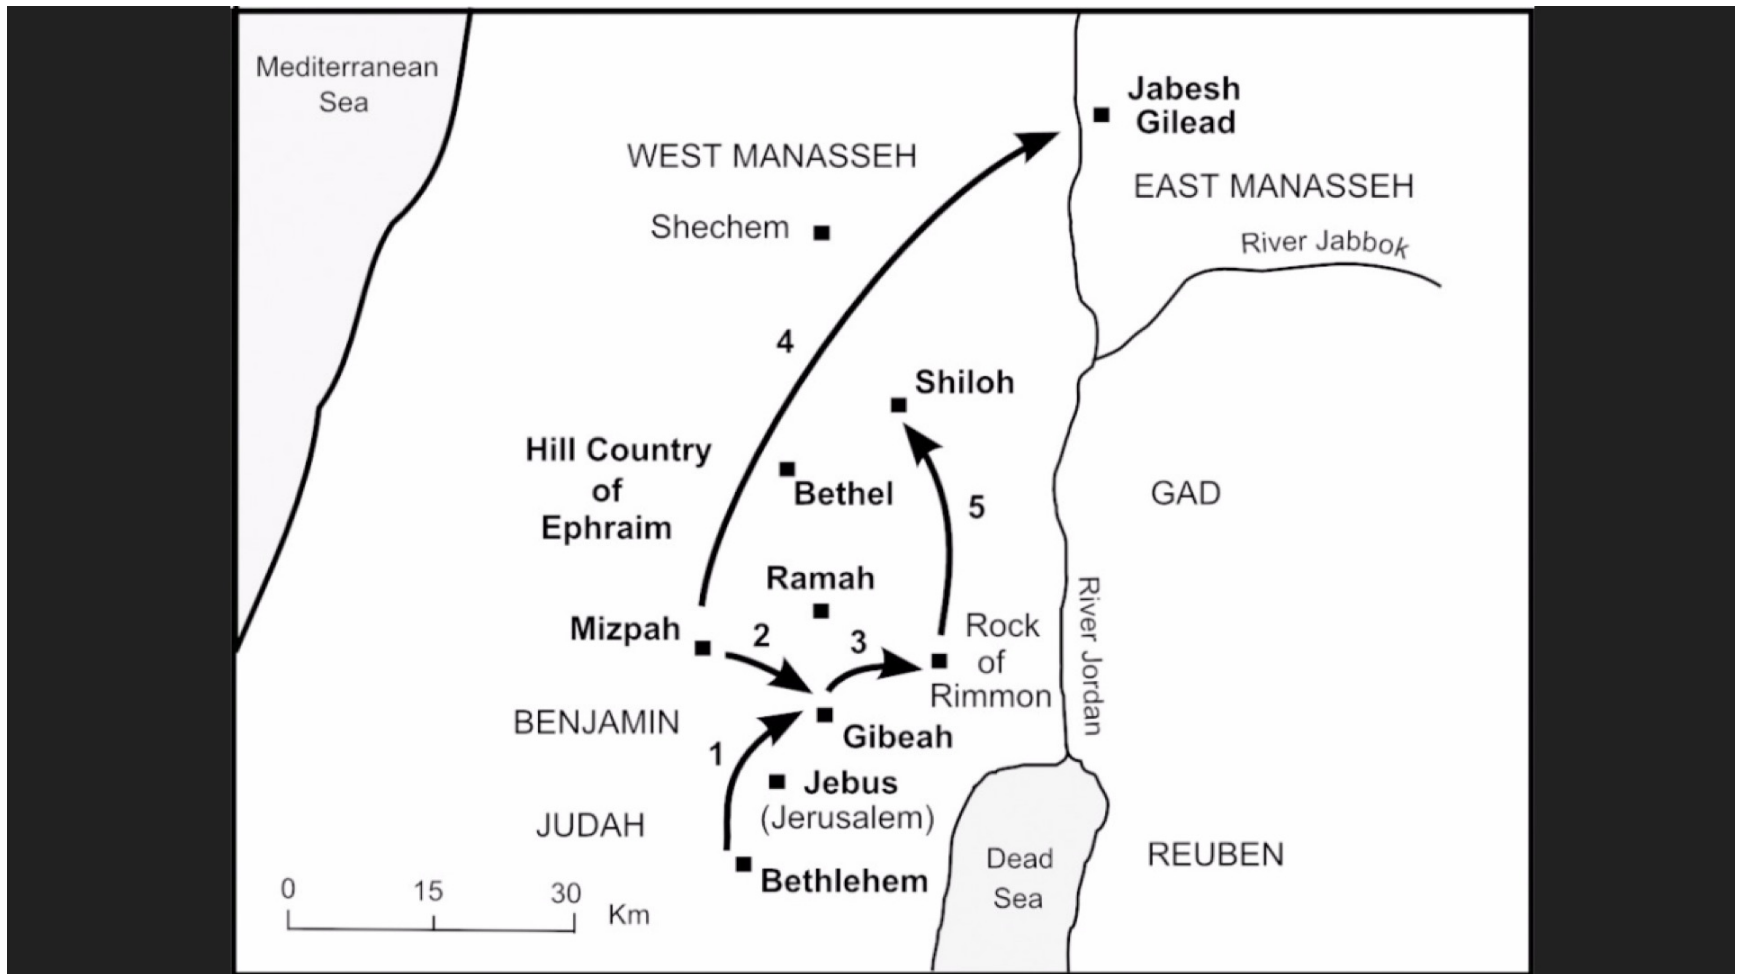 Mediterranean
Sea
Jabesh
Gilead
WEST MANASSEH
EAST MANASSEH
Shechem
River Jabbok
4
Shiloh
Hill Country
of
Ephraim
Bethel
5
GAD
Ramah
Mizpah
2
3
Rock
of
Rimmon
River Jordan
BENJAMIN
Gibeah
1
Jebus
(Jerusalem)
JUDAH
Dead
Sea
REUBEN
Bethlehem
0 15 30
Km